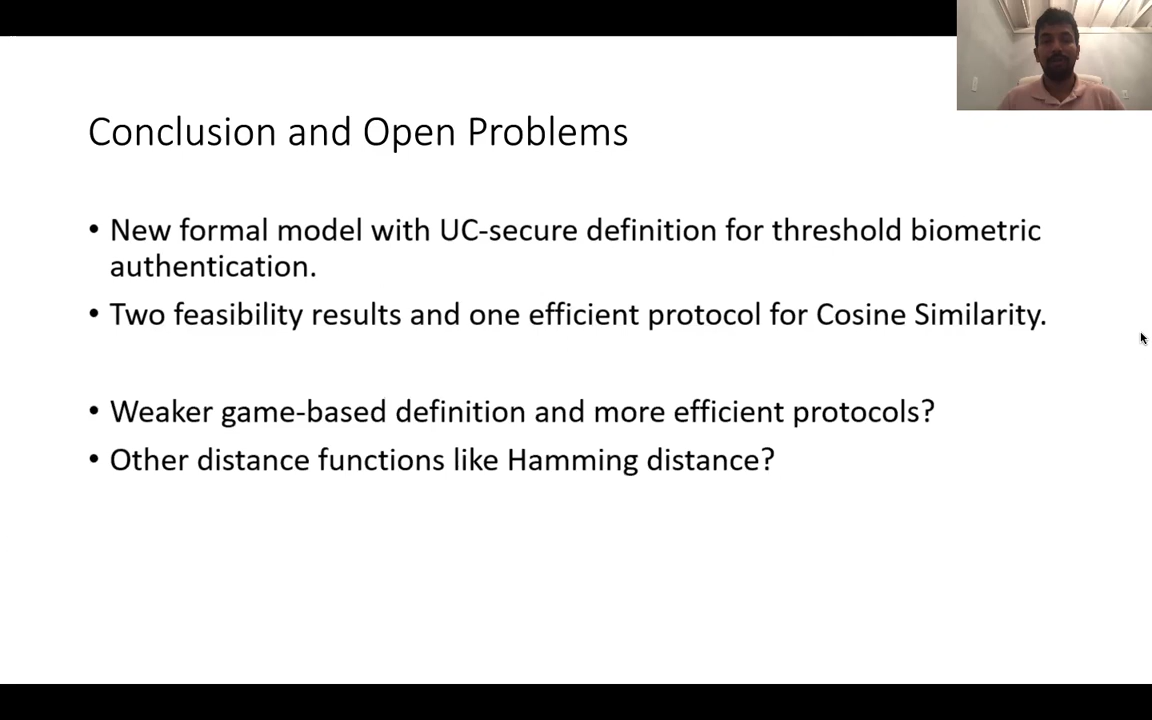 Conclusion and Open Problems
• New formal model with UC-secure definition for threshold biometric
authentication.
• Two feasibility results and one efficient protocol for Cosine Similarity.
• Weaker game-based definition and more efficient protocols?
• Other distance functions like Hamming distance?